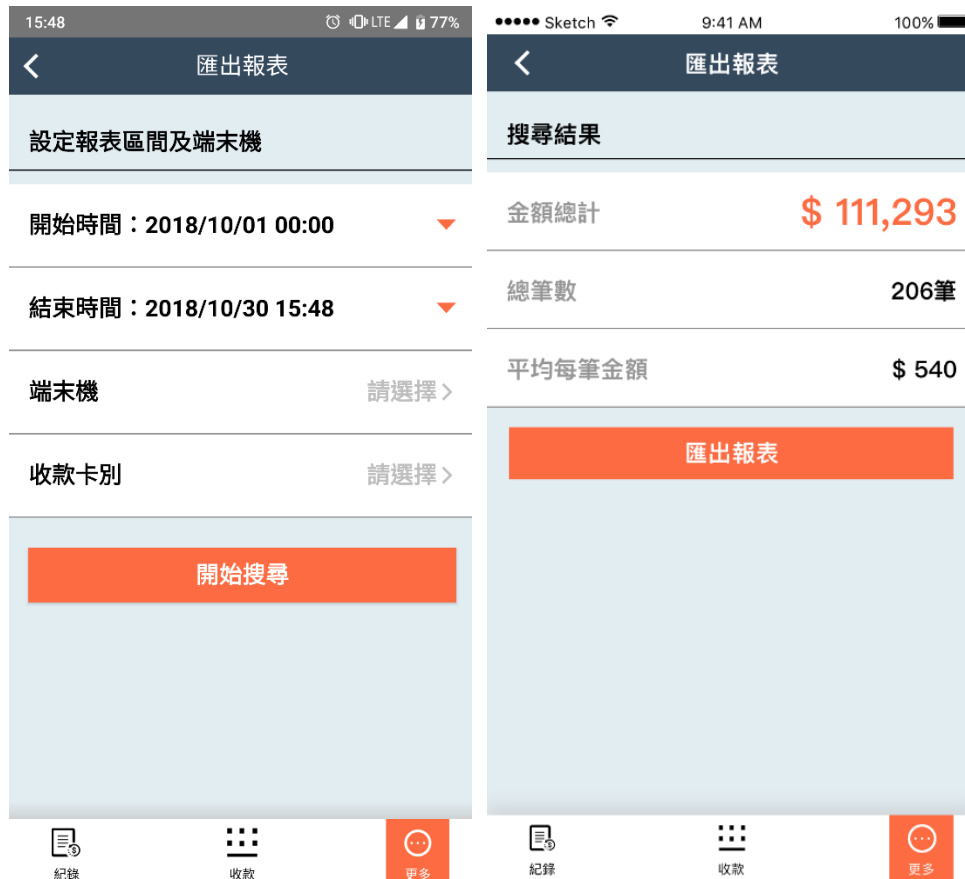 15:48
LTE 77%
匯出報表
設定報表區間及端末機
開始時間：2018/10/01 00:00
結束時間：2018/10/30 15:48
端末機 請選擇
收款卡別 請選擇
開始搜尋
紀錄 收款 更多
Sketch 9:41 AM 100%
匯出報表
搜尋結果
金額總計 $ 111,293
總筆數 206筆
平均每筆金額 $ 540
匯出報表
紀錄 收款 更多